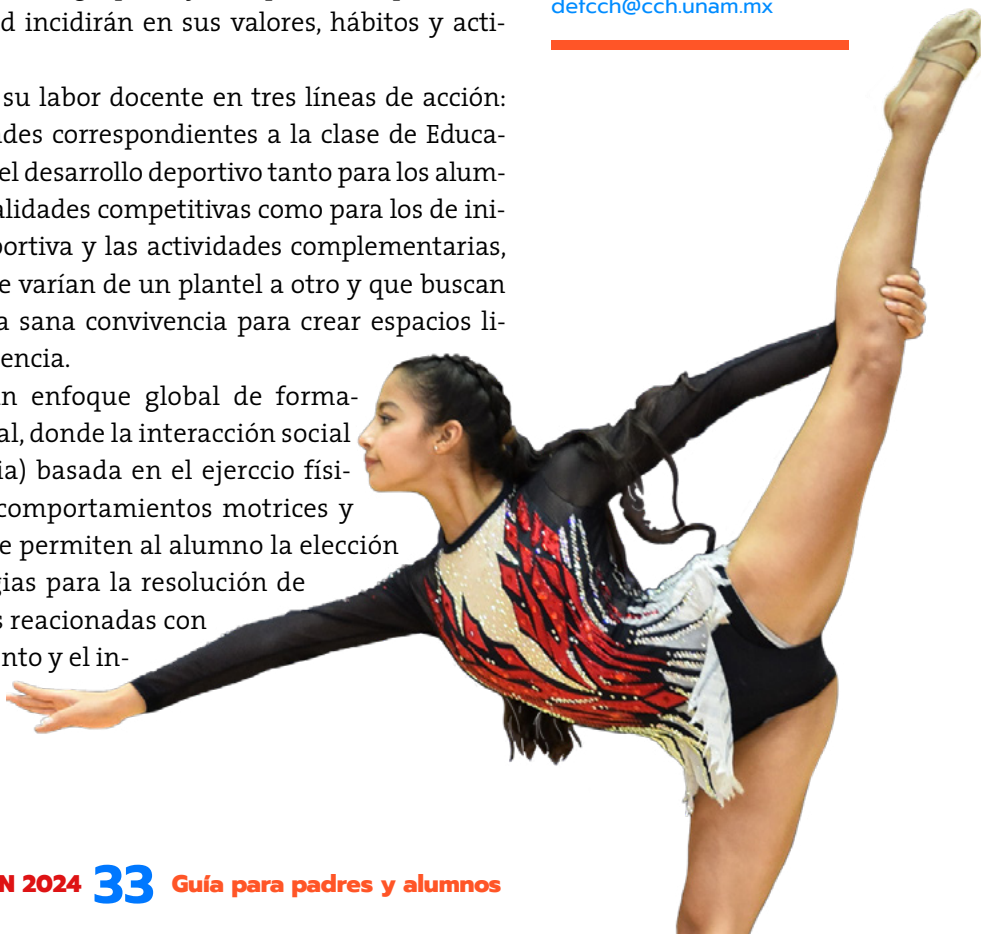 d incidirán en sus valores, hábitos y acti-
su labor docente en tres líneas de acción:
des correspondientes a la clase de Educa-
el desarrollo deportivo tanto para los alum-
alidades competitivas como para los de ini-
portiva y las actividades complementarias,
e varían de un plantel a otro y que buscan
a sana convivencia para crear espacios li-
encia.
n enfoque global de forma-
al, donde la interacción social
ia) basada en el ejerccio físi-
comportamientos motrices y
e permiten al alumno la elección
gias para la resolución de
s reacionadas con
nto y el in-
defcch@cch.unam.mx
N 2024 33 Guía para padres y alumnos